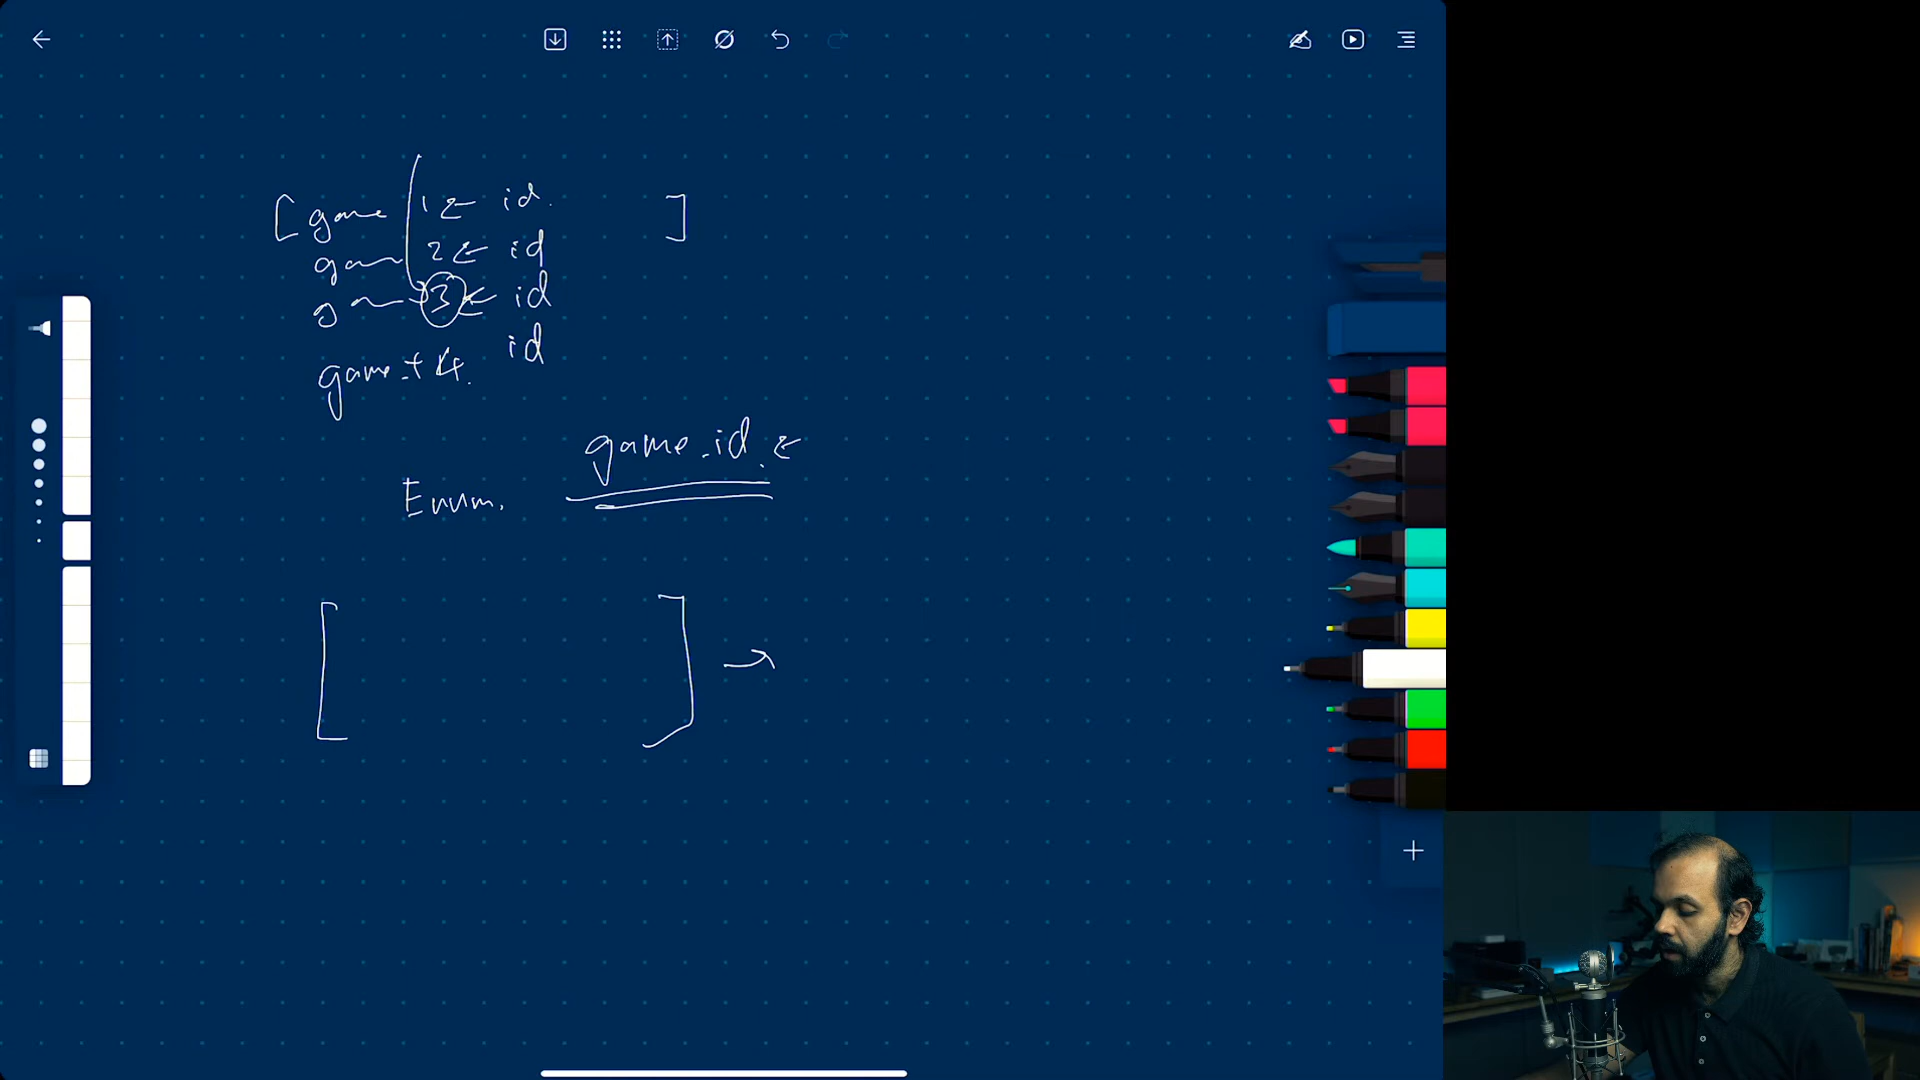 [game 1 ← id. ]
game 2 ← id
g 3 ← id
game + 4. id
game.id. ←
Enum.
[ ] →